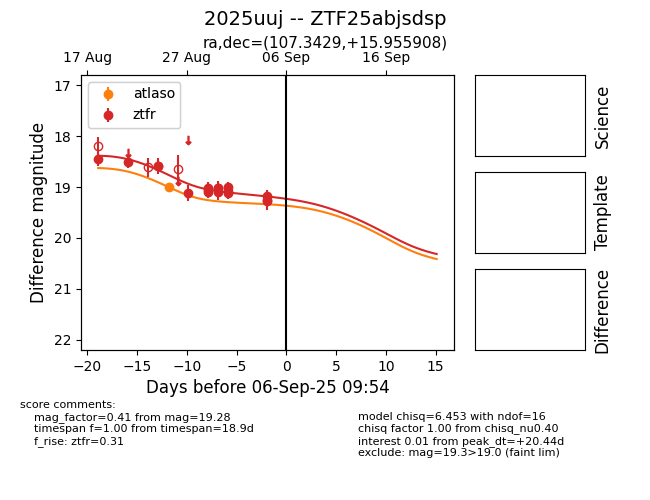 2025uuj -- ZTF25abjsdsp
ra,dec=(107.3429,+15.955908)
17 Aug 27 Aug 06 Sep 16 Sep
atlaso
ztfr
17
18
19
20
21
22
Difference magnitude
−20 −15 −10 −5 0 5 10 15
Days before 06-Sep-25 09:54
Science
Template
Difference
score comments:
mag_factor=0.41 from mag=19.28
timespan f=1.00 from timespan=18.9d
f_rise: ztfr=0.31
model chisq=6.453 with ndof=16
chisq factor 1.00 from chisq_nu0.40
interest 0.01 from peak_dt=+20.44d
exclude: mag=19.3>19.0 (faint lim)